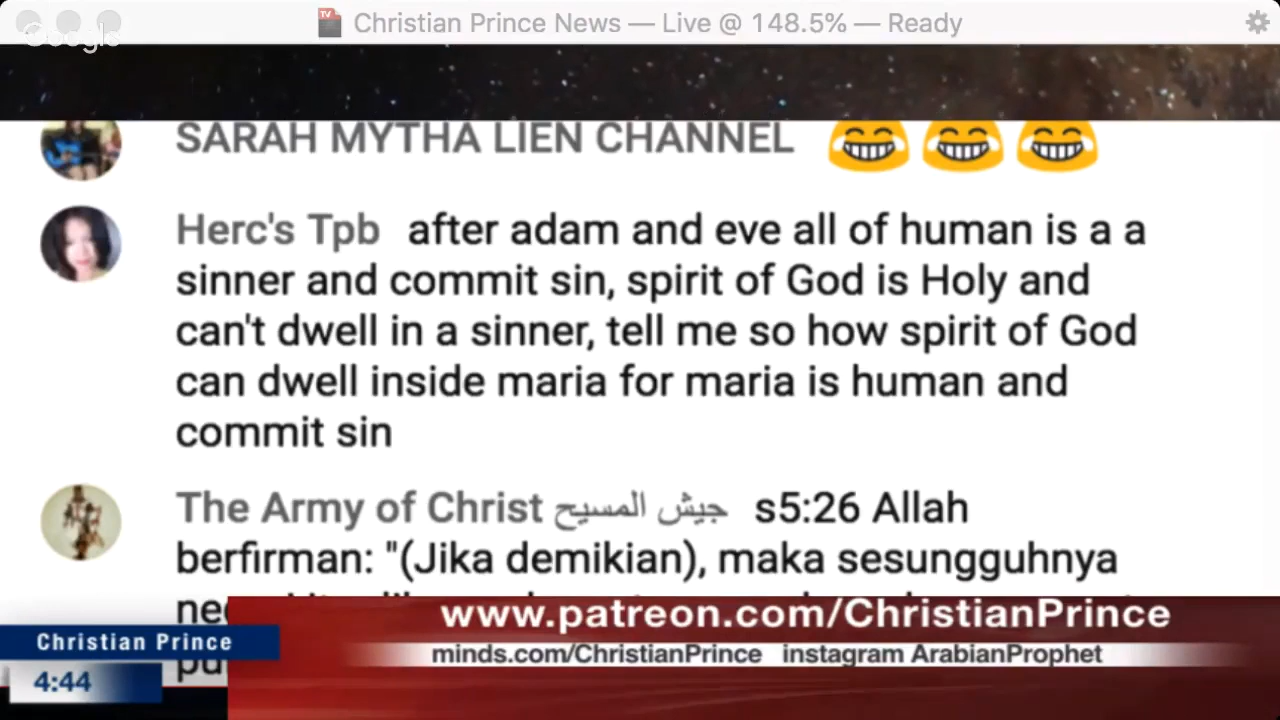 Google
TV
Christian Prince News — Live @ 148.5% — Ready
SARAH MYTHA LIEN CHANNEL 😂 😂 😂
Herc's Tpb after adam and eve all of human is a a
sinner and commit sin, spirit of God is Holy and
can't dwell in a sinner, tell me so how spirit of God
can dwell inside maria for maria is human and
commit sin
The Army of Christ جيش المسيح s5:26 Allah
berfirman: "(Jika demikian), maka sesungguhnya
www.patreon.com/ChristianPrince
Christian Prince
minds.com/ChristianPrince instagram ArabianProphet
4:44